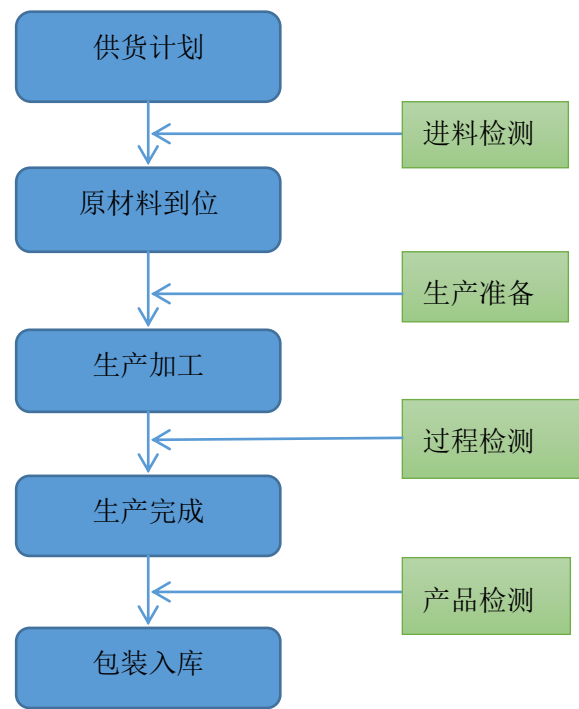 供货计划
进料检测
原材料到位
生产准备
生产加工
过程检测
生产完成
产品检测
包装入库